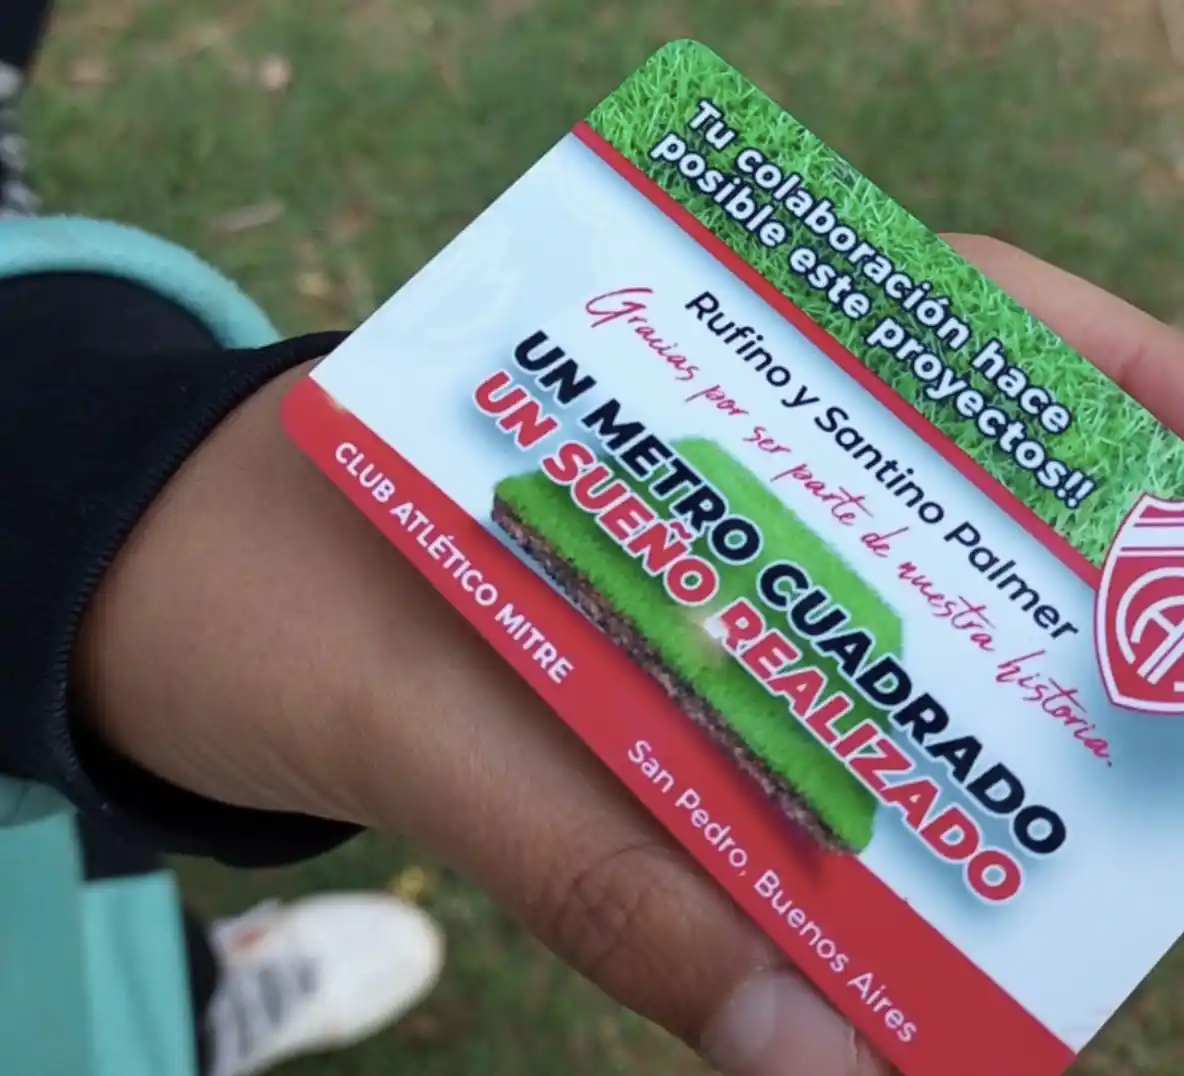 Tu colaboración hace
posible este proyectos!!
Rufino y Santino Palmer
Gracias por ser parte de nuestra historia.
UN METRO CUADRADO
UN SUEÑO REALIZADO
CLUB ATLÉTICO MITRE
San Pedro, Buenos Aires